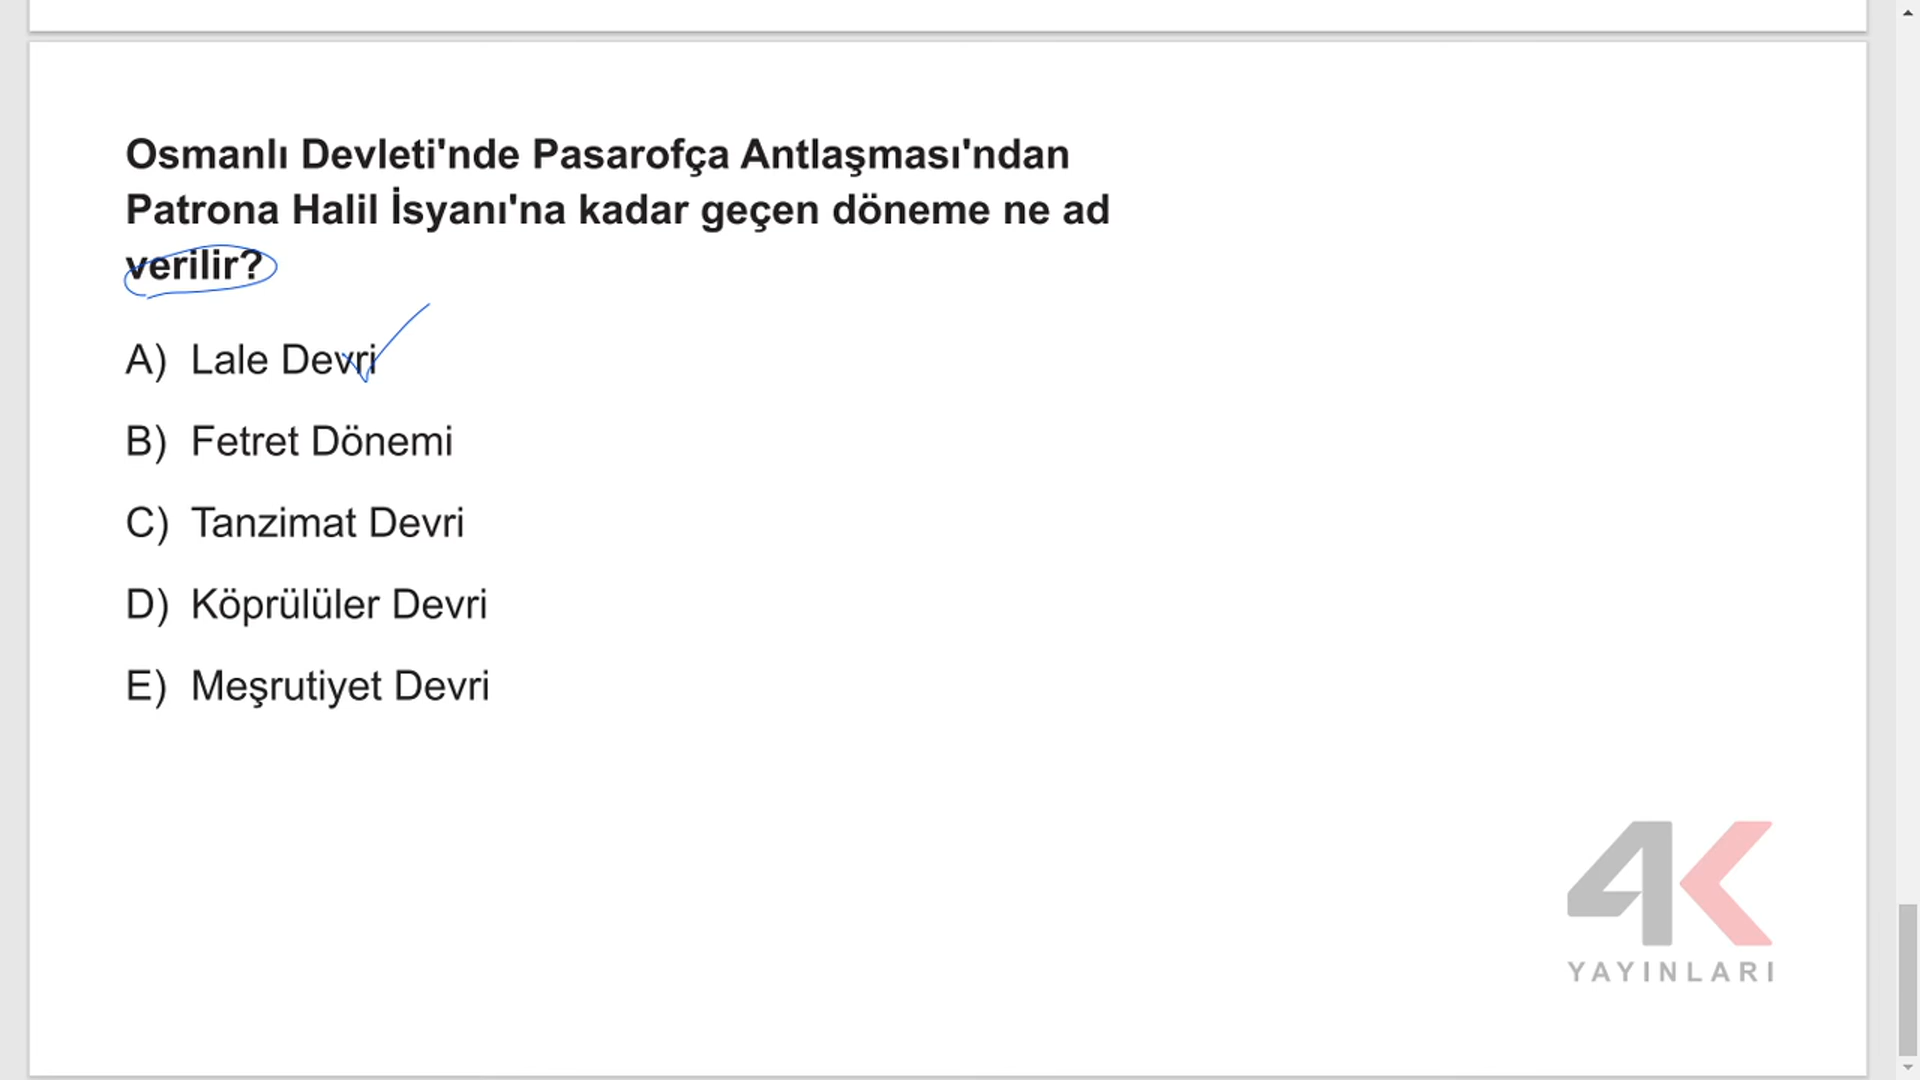 Osmanlı Devleti'nde Pasarofça Antlaşması'ndan
Patrona Halil İsyanı'na kadar geçen döneme ne ad
verilir?
A) Lale Devri
B) Fetret Dönemi
C) Tanzimat Devri
D) Köprülüler Devri
E) Meşrutiyet Devri
4K
YAYINLARI